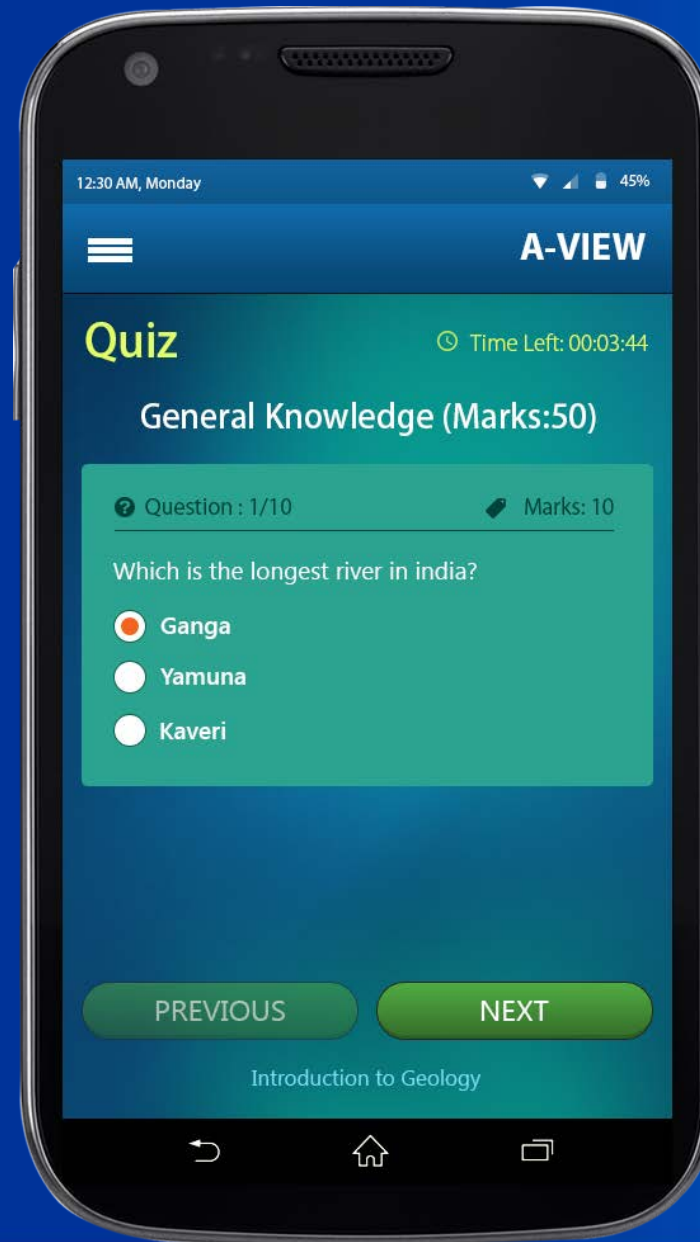 12:30 AM, Monday 45%
A-VIEW
Quiz Time Left: 00:03:44
General Knowledge (Marks:50)
Question : 1/10 Marks: 10
Which is the longest river in india?
Ganga
Yamuna
Kaveri
PREVIOUS NEXT
Introduction to Geology